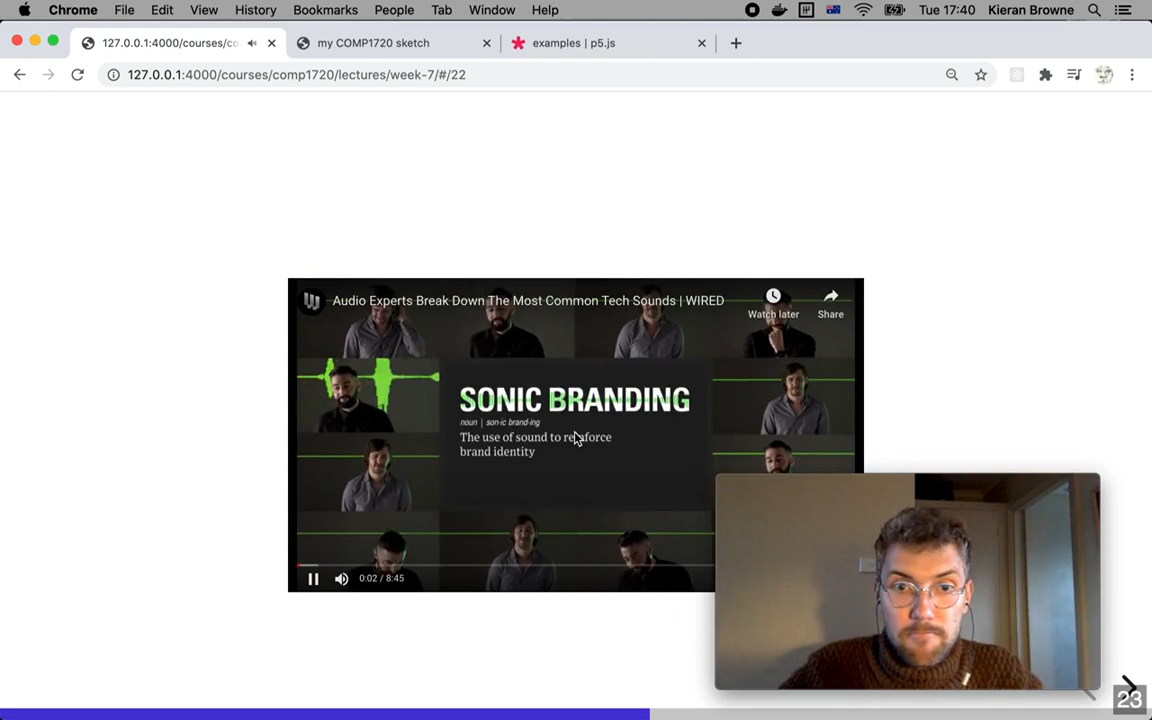 Chrome File Edit View History Bookmarks People Tab Window Help Tue 17:40 Kieran Browne
127.0.0.1:4000/courses/co my COMP1720 sketch examples | p5.js
127.0.0.1:4000/courses/comp1720/lectures/week-7/#/22
Audio Experts Break Down The Most Common Tech Sounds | WIRED
Watch later Share
SONIC BRANDING
noun | son·ic brand·ing
The use of sound to reinforce
brand identity
0:02 / 8:45
23